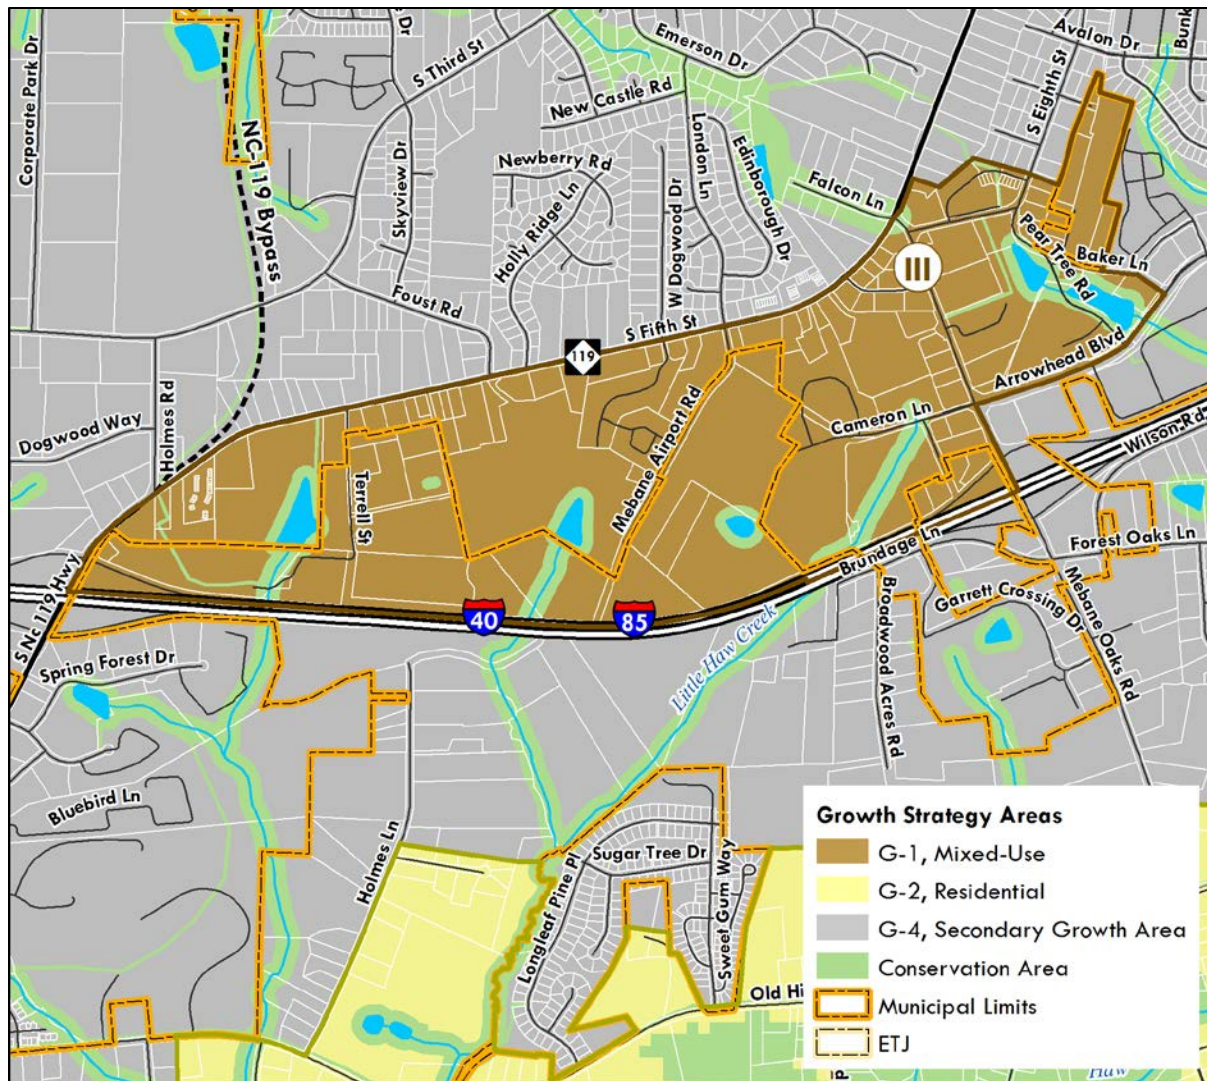 Corporate Park Dr
S Third St
Emerson Dr
Avalon Dr
Bunk
S Eighth St
New Castle Rd
NC-119 Bypass
Skyview Dr
Newberry Rd
London Ln
Edinborough Dr
Holly Ridge Ln
W Dogwood Dr
Falcon Ln
Pear Tree Rd
Baker Ln
III
Foust Rd
S Fifth St
119
Arrowhead Blvd
Holmes Rd
Dogwood Way
Mebane Airport Rd
Cameron Ln
Wilson Rd
Terrell St
S Nc 119 Hwy
Brundage Ln
Forest Oaks Ln
40
85
Garrett Crossing Dr
Mebane Oaks Rd
Broadwood Acres Rd
Little Haw Creek
Spring Forest Dr
Bluebird Ln
Holmes Ln
Longleaf Pine Pl
Sugar Tree Dr
Sweet Gum Way
Old Hi
Growth Strategy Areas
G-1, Mixed-Use
G-2, Residential
G-4, Secondary Growth Area
Conservation Area
Municipal Limits
ETJ
P
Haw